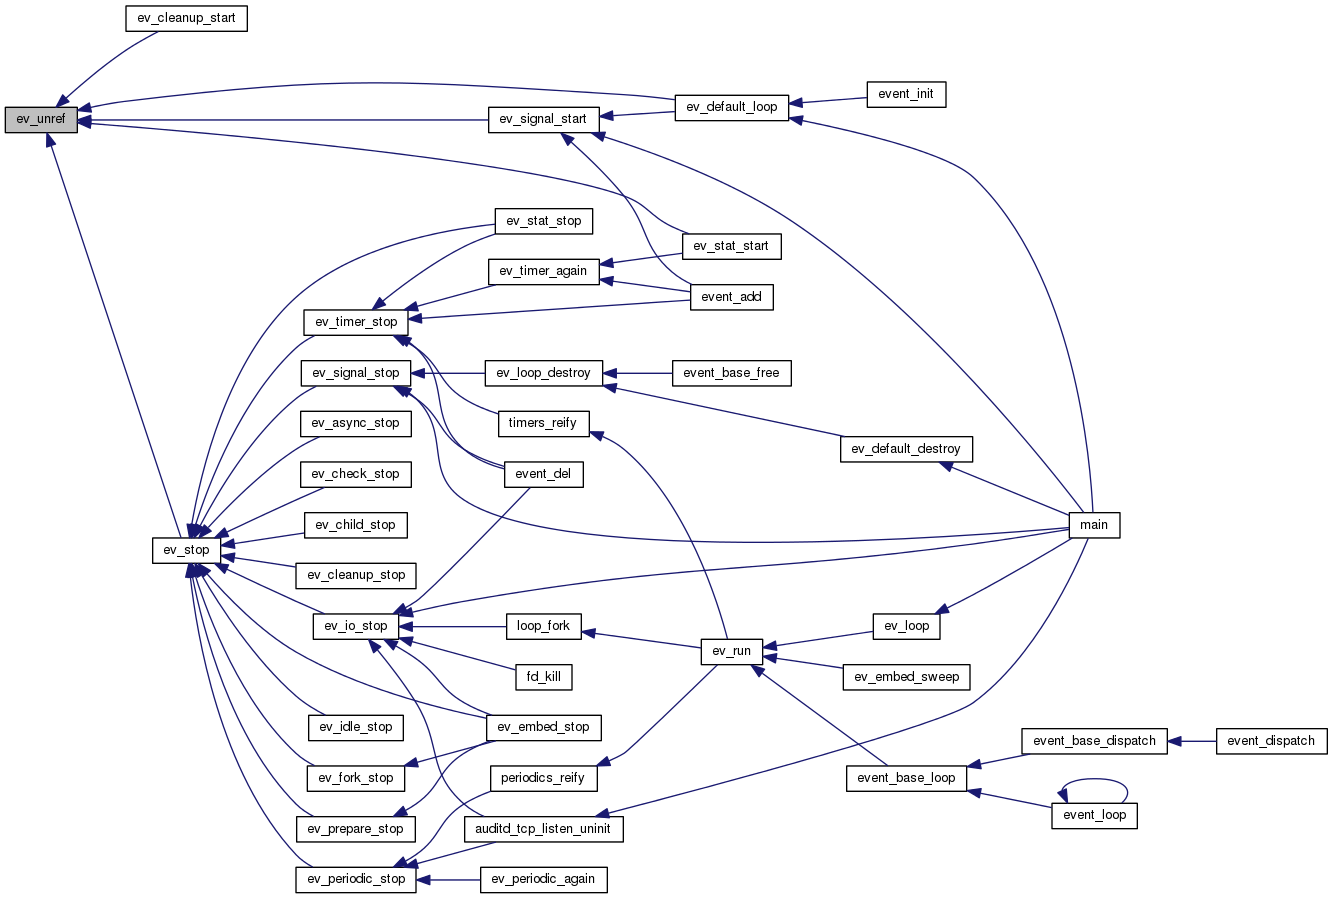 ev_cleanup_start
event_init
ev_default_loop
ev_unref
ev_signal_start
ev_stat_stop
ev_stat_start
ev_timer_again
event_add
ev_timer_stop
ev_signal_stop
ev_loop_destroy
event_base_free
ev_async_stop
timers_reify
ev_default_destroy
ev_check_stop
event_del
ev_child_stop
main
ev_stop
ev_cleanup_stop
ev_io_stop
loop_fork
ev_loop
ev_run
fd_kill
ev_embed_sweep
ev_idle_stop
ev_embed_stop
event_base_dispatch
event_dispatch
ev_fork_stop
periodics_reify
event_base_loop
event_loop
ev_prepare_stop
auditd_tcp_listen_uninit
ev_periodic_stop
ev_periodic_again